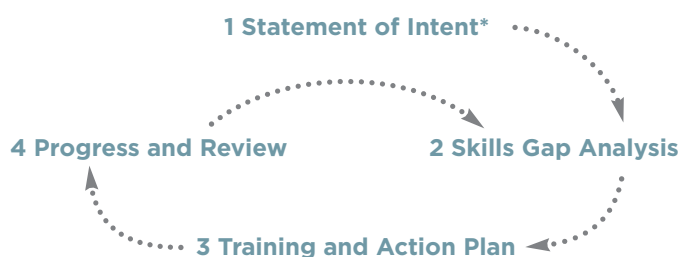 1 Statement of Intent*
4 Progress and Review
2 Skills Gap Analysis
3 Training and Action Plan